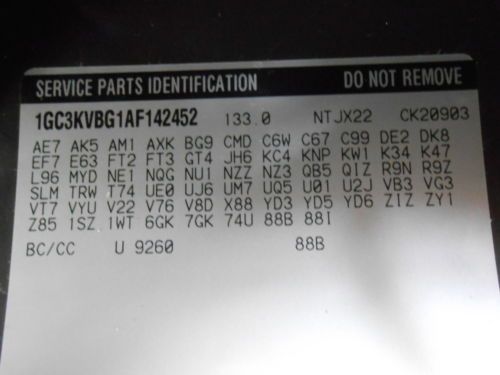 SERVICE PARTS IDENTIFICATION DO NOT REMOVE
1GC3KVBG1AF142452 133.0 NTJX22 CK20903
AE7 AK5 AM1 AXK BG9 CMD C6W C67 C99 DE2 DK8
EF7 E63 FT2 FT3 GT4 JH6 KC4 KNP KW1 K34 K47
L96 MYD NE1 NQG NU1 NZZ NZ3 QB5 QIZ R9N R9Z
SLM TRW T74 UE0 UJ6 UM7 UQ5 U01 U2J VB3 VG3
VT7 VYU V22 V76 V8D X88 YD3 YD5 YD6 ZIZ ZY1
Z85 1SZ 1WT 6GK 7GK 74U 88B 88I
BC/CC U 9260 88B